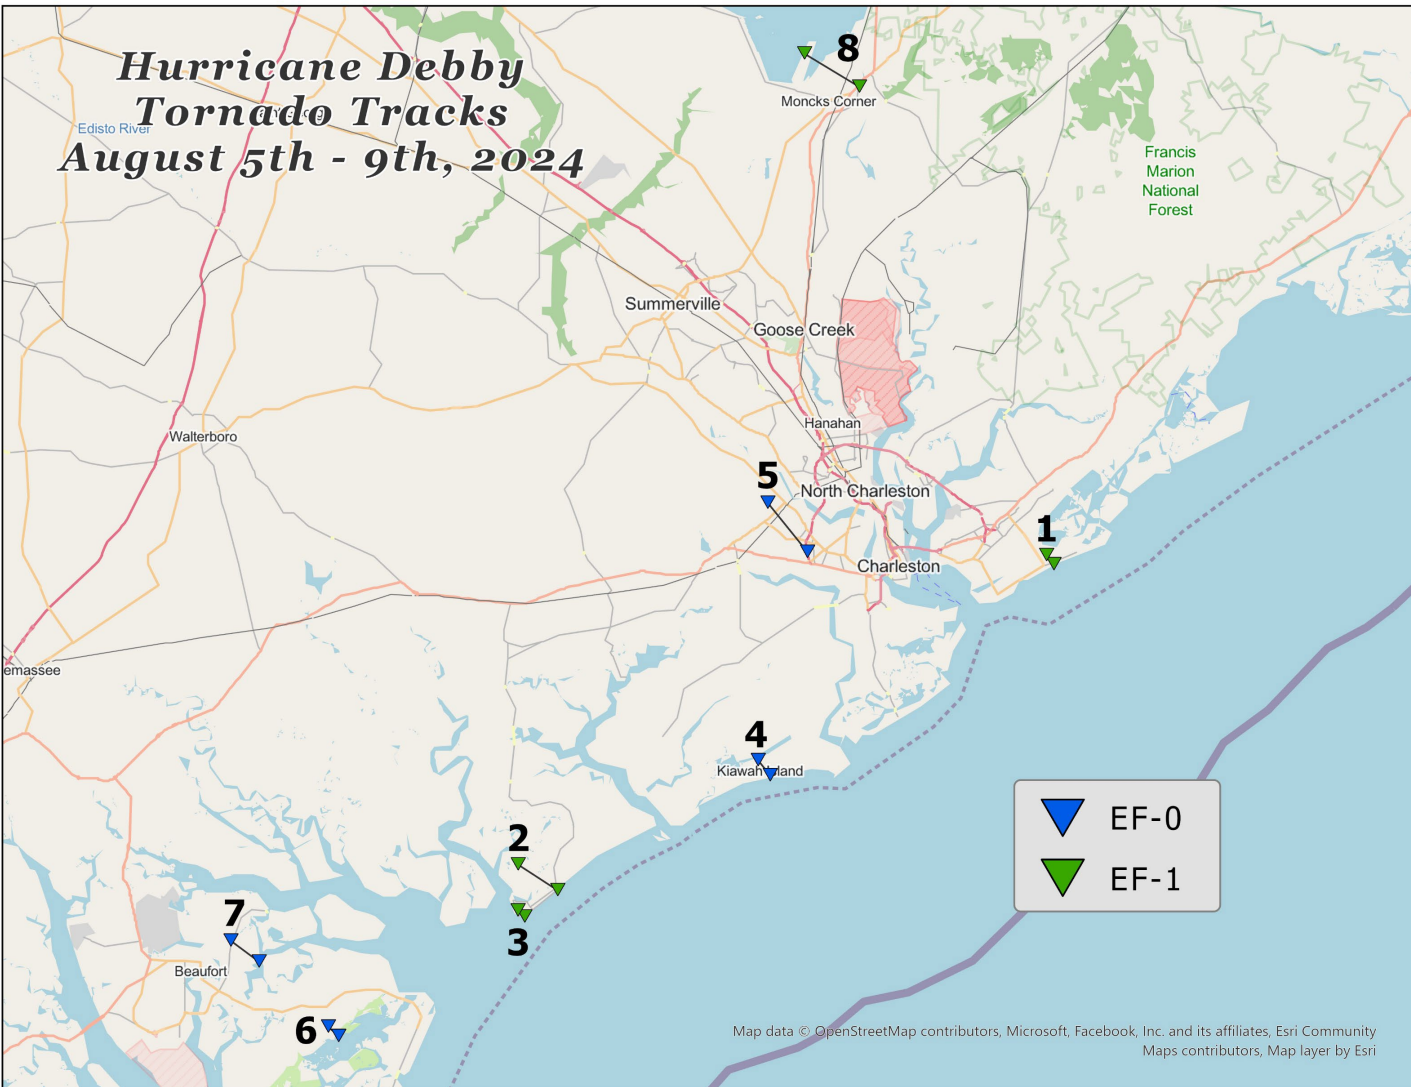 Hurricane Debby
Tornado Tracks
August 5th - 9th, 2024
Edisto River
8
Moncks Corner
Francis
Marion
National
Forest
Summerville
Goose Creek
Hanahan
Walterboro
5
North Charleston
1
Charleston
emassee
4
Kiawah Island
EF-0
EF-1
2
3
7
Beaufort
6
Map data © OpenStreetMap contributors, Microsoft, Facebook, Inc. and its affiliates, Esri Community
Maps contributors, Map layer by Esri